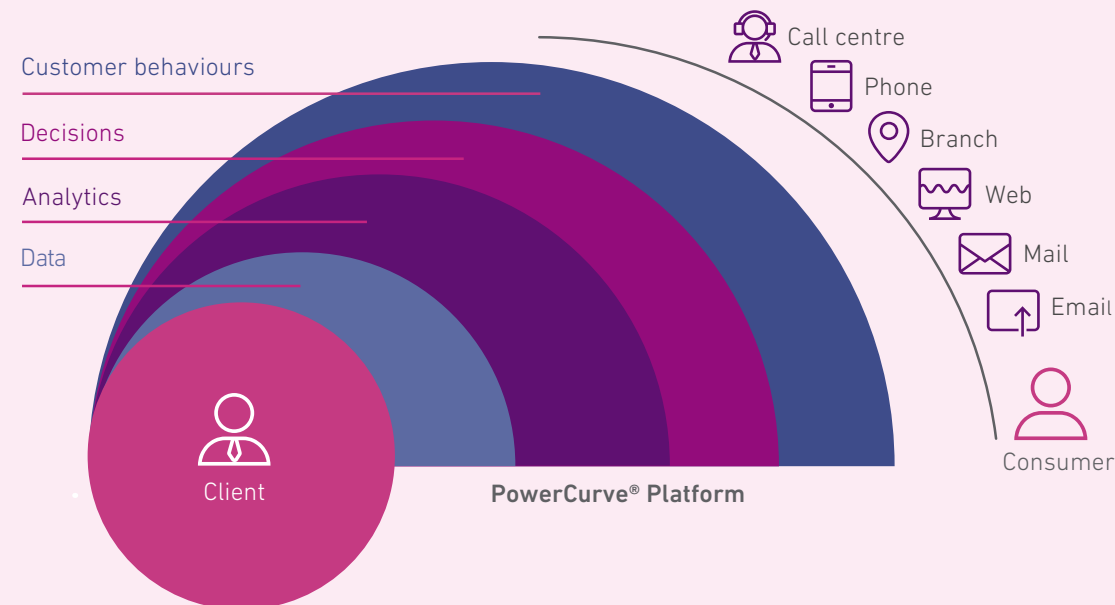 Customer behaviours
Decisions
Analytics
Data
Call centre
Phone
Branch
Web
Mail
Email
Consumer
Client
PowerCurve® Platform